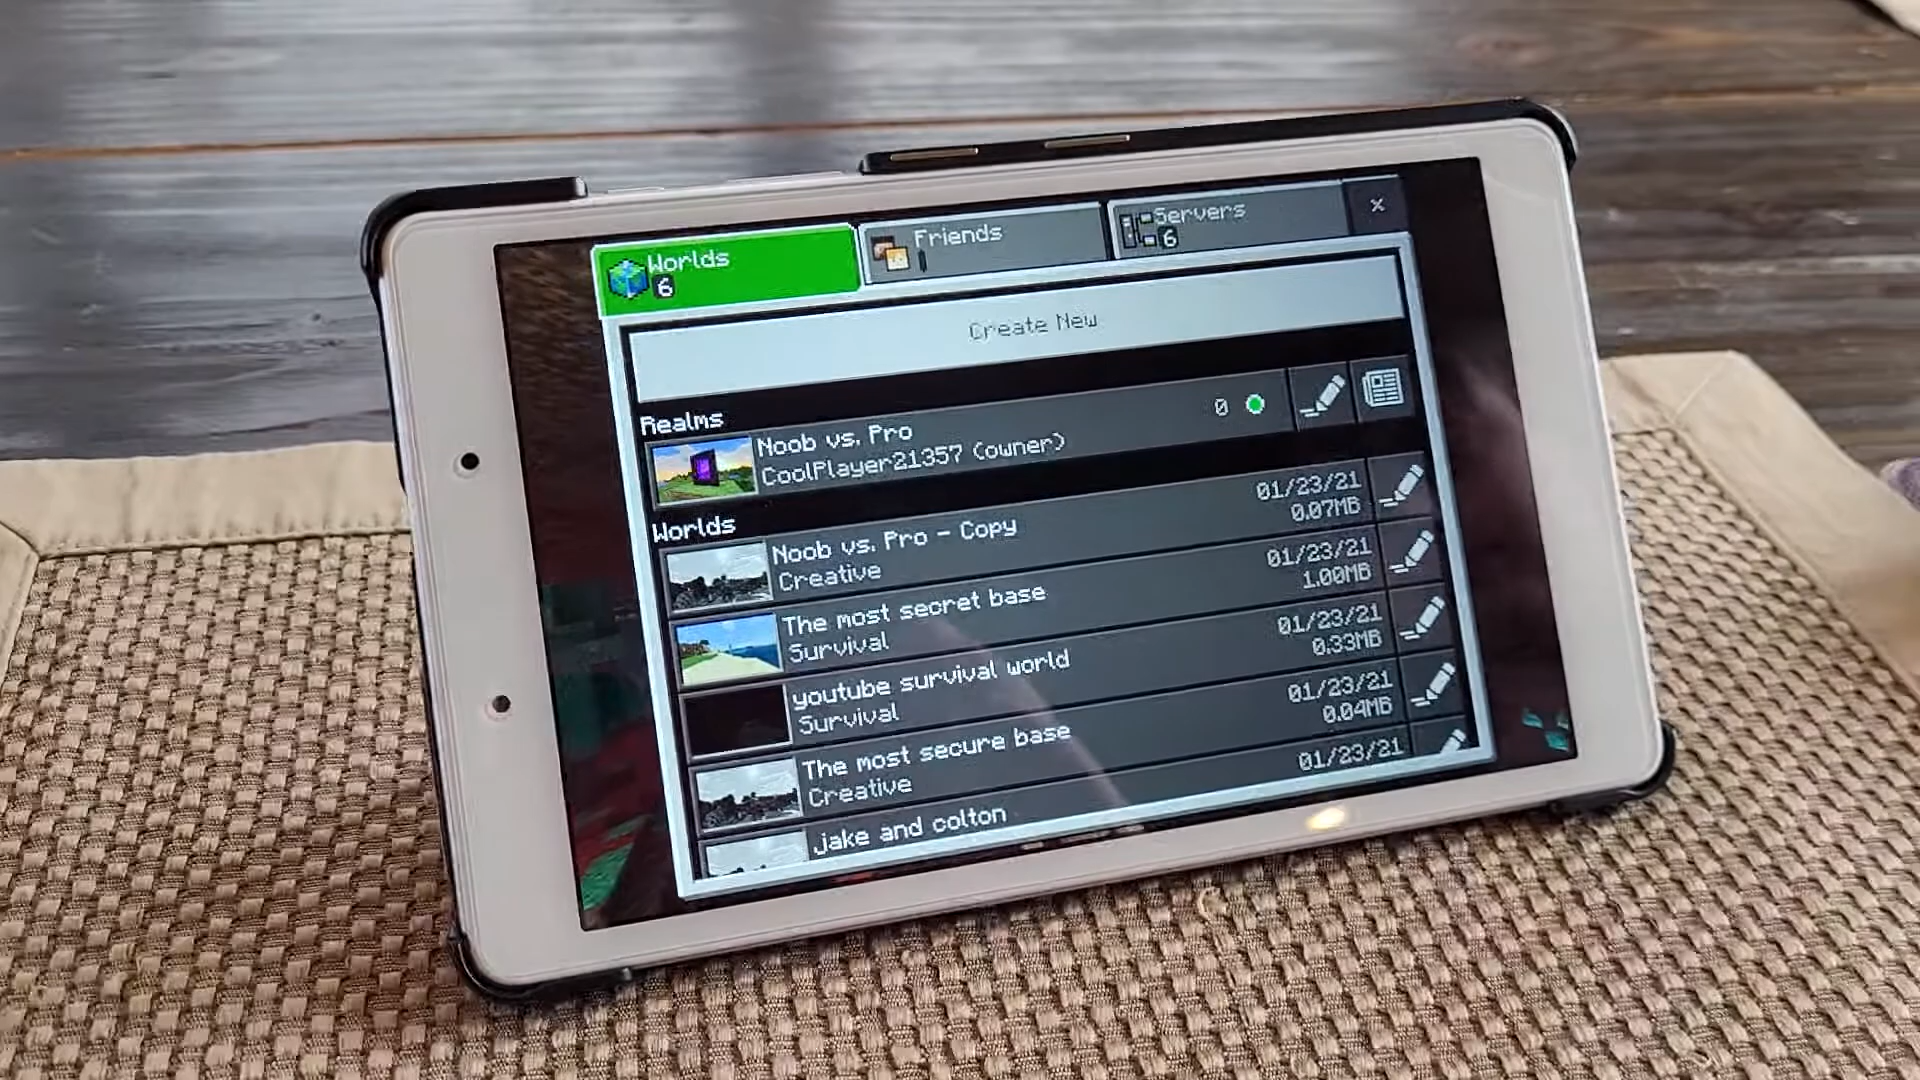 Worlds
6
Friends
Servers
6
Create New
Realms
Noob vs. Pro
CoolPlayer21357 (owner)
0
Worlds
Noob vs. Pro - Copy
Creative
01/23/21
0.07MB
The most secret base
Survival
01/23/21
1.00MB
youtube survival world
Survival
01/23/21
0.33MB
The most secure base
Creative
01/23/21
0.04MB
jake and colton
01/23/21